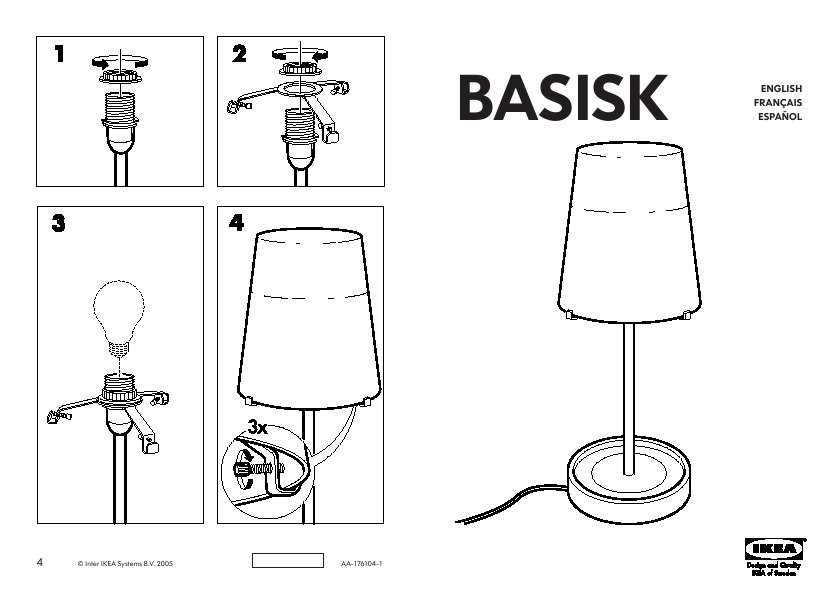 1
2
3
4
3x
4
© Inter IKEA Systems B.V. 2005
AA-176104-1
BASISK
ENGLISH
FRANÇAIS
ESPAÑOL
IKEA
Design and Quality
IKEA of Sweden